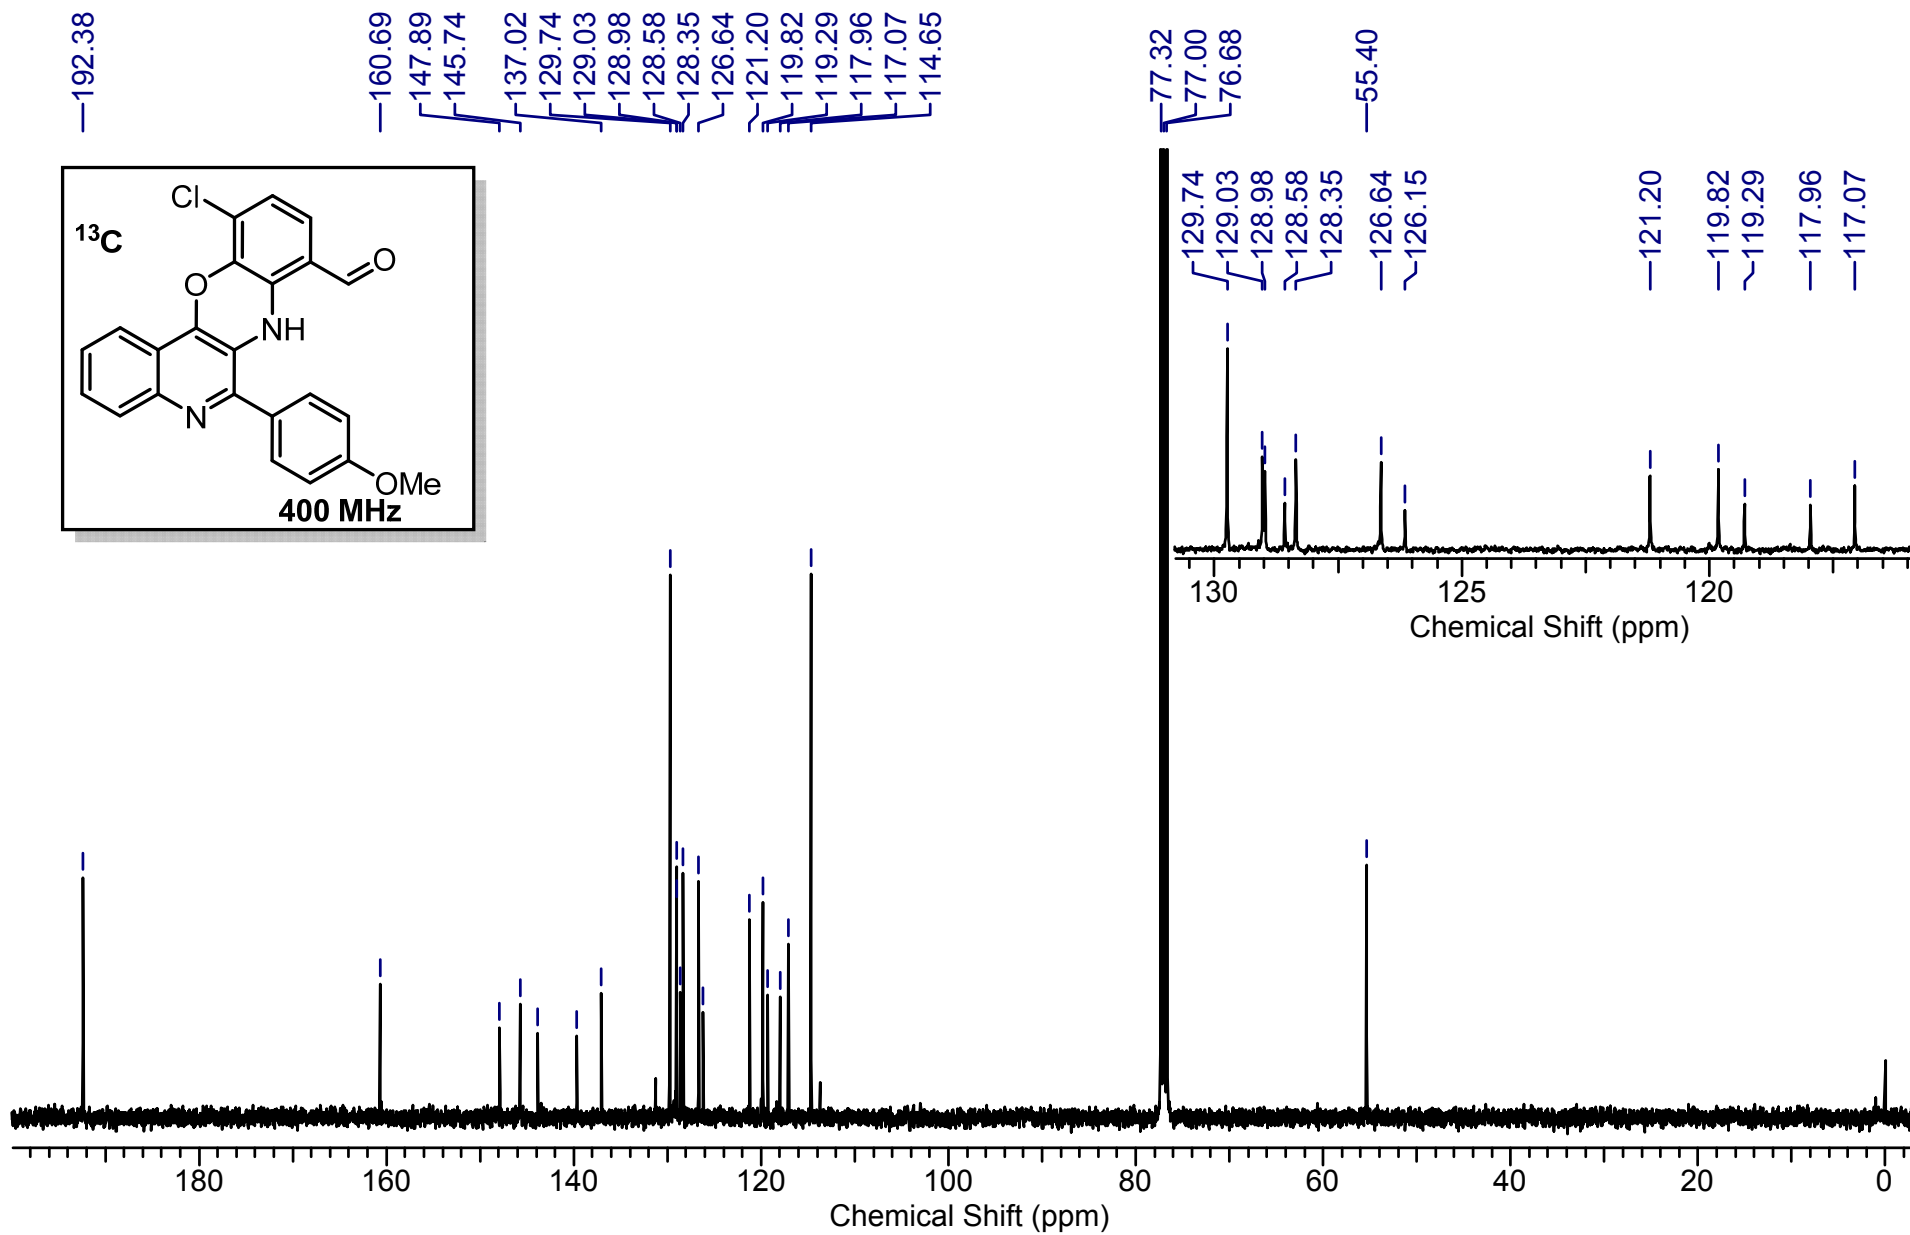 192.38
160.69
147.89
145.74
137.02
129.74
129.03
128.98
128.58
128.35
126.64
121.20
119.82
119.29
117.96
117.07
114.65
77.32
77.00
76.68
55.40
129.74
129.03
128.98
128.58
128.35
126.64
126.15
121.20
119.82
119.29
117.96
117.07
Cl
13C
O
O
NH
N
OMe
400 MHz
130 125 120
Chemical Shift (ppm)
180 160 140 120 100 80 60 40 20 0
Chemical Shift (ppm)